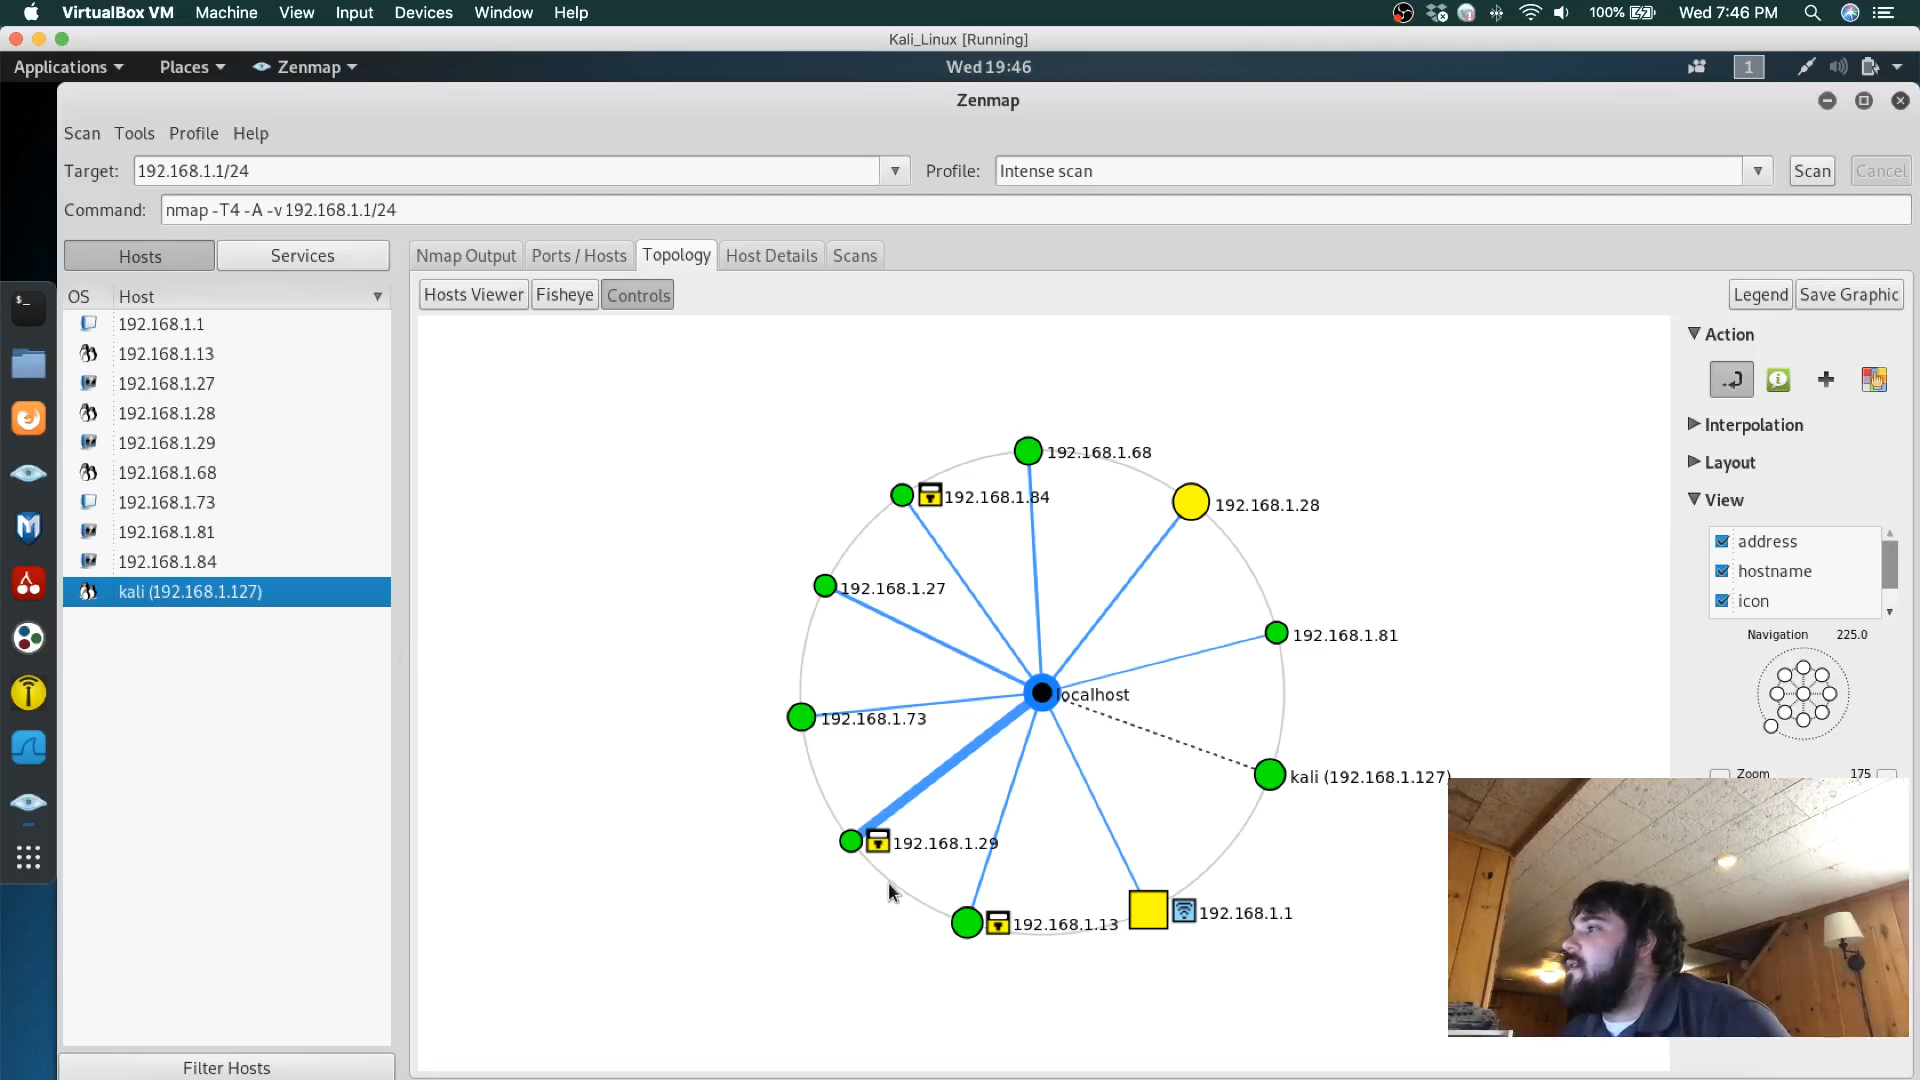 VirtualBox VM Machine View Input Devices Window Help 100% Wed 7:46 PM
Kali_Linux [Running]
Applications Places Zenmap Wed 19:46 1
Zenmap
Scan Tools Profile Help
Target: 192.168.1.1/24 Profile: Intense scan Scan Cancel
Command: nmap -T4 -A -v 192.168.1.1/24
Hosts Services
OS Host
192.168.1.1
192.168.1.13
192.168.1.27
192.168.1.28
192.168.1.29
192.168.1.68
192.168.1.73
192.168.1.81
192.168.1.84
kali (192.168.1.127)
Filter Hosts
Nmap Output Ports / Hosts Topology Host Details Scans
Hosts Viewer Fisheye Controls Legend Save Graphic
192.168.1.68
192.168.1.84
192.168.1.28
192.168.1.27
192.168.1.81
localhost
192.168.1.73
kali (192.168.1.127)
192.168.1.29
192.168.1.13
192.168.1.1
Action
Interpolation
Layout
View
address
hostname
icon
Navigation 225.0
Zoom 175